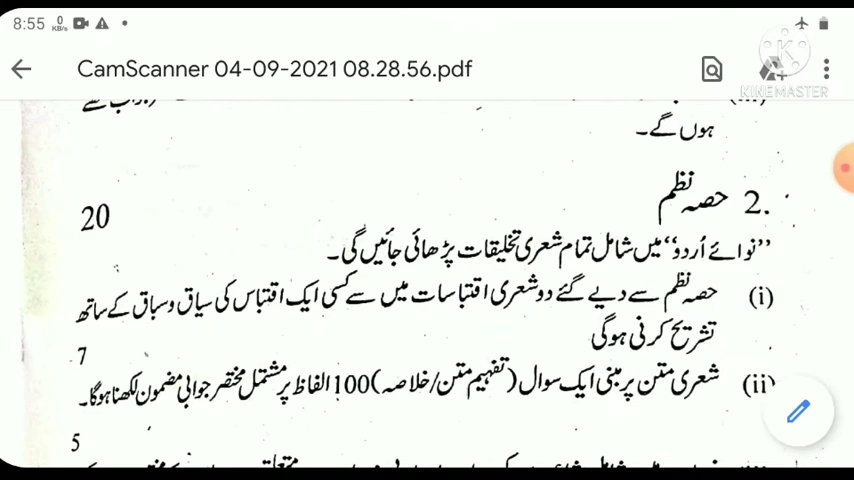 8:55 0 KB/s
CamScanner 04-09-2021 08.28.56.pdf
KINEMASTER
ہوں گے۔
2. حصہ نظم
20
”نوائے اُردو“ میں شامل تمام شعری تخلیقات پڑھائی جائیں گی۔
(i) حصہ نظم سے دیے گئے دو شعری اقتباسات میں سے کسی ایک اقتباس کی سیاق و سباق کے ساتھ
تشریح کرنی ہوگی
7
(ii) شعری متن پر مبنی ایک سوال (تفہیم متن/خلاصہ) 100 الفاظ پر مشتمل مختصر جوابی مضمون لکھنا ہوگا۔
5